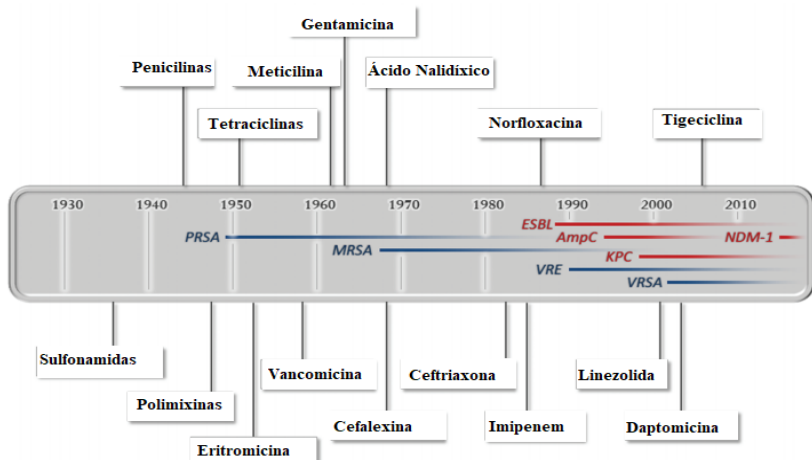 Gentamicina
Penicilinas
Meticilina
Ácido Nalidíxico
Tetraciclinas
Norfloxacina
Tigeciclina
1930 1940 1950 1960 1970 1980 1990 2000 2010
ESBL
PRSA AmpC NDM-1
MRSA KPC
VRE
VRSA
Sulfonamidas
Vancomicina
Ceftriaxona
Linezolida
Polimixinas
Cefalexina
Imipenem
Daptomicina
Eritromicina